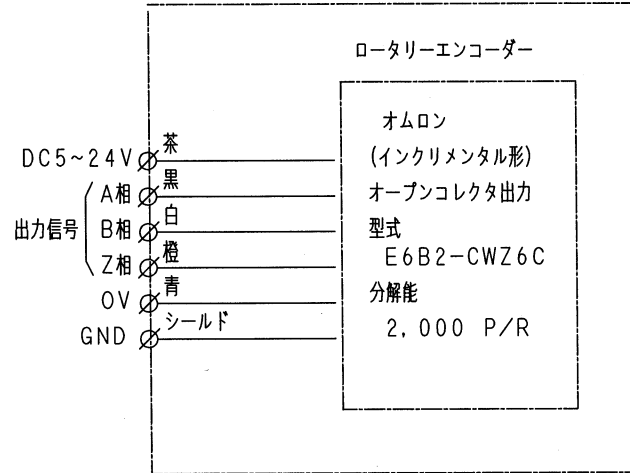 ロータリーエンコーダー
オムロン
(インクリメンタル形)
オープンコレクタ出力
型式
E6B2-CWZ6C
分解能
2,000 P/R
DC5~24V 茶
出力信号
A相 黒
B相 白
Z相 橙
0V 青
GND シールド